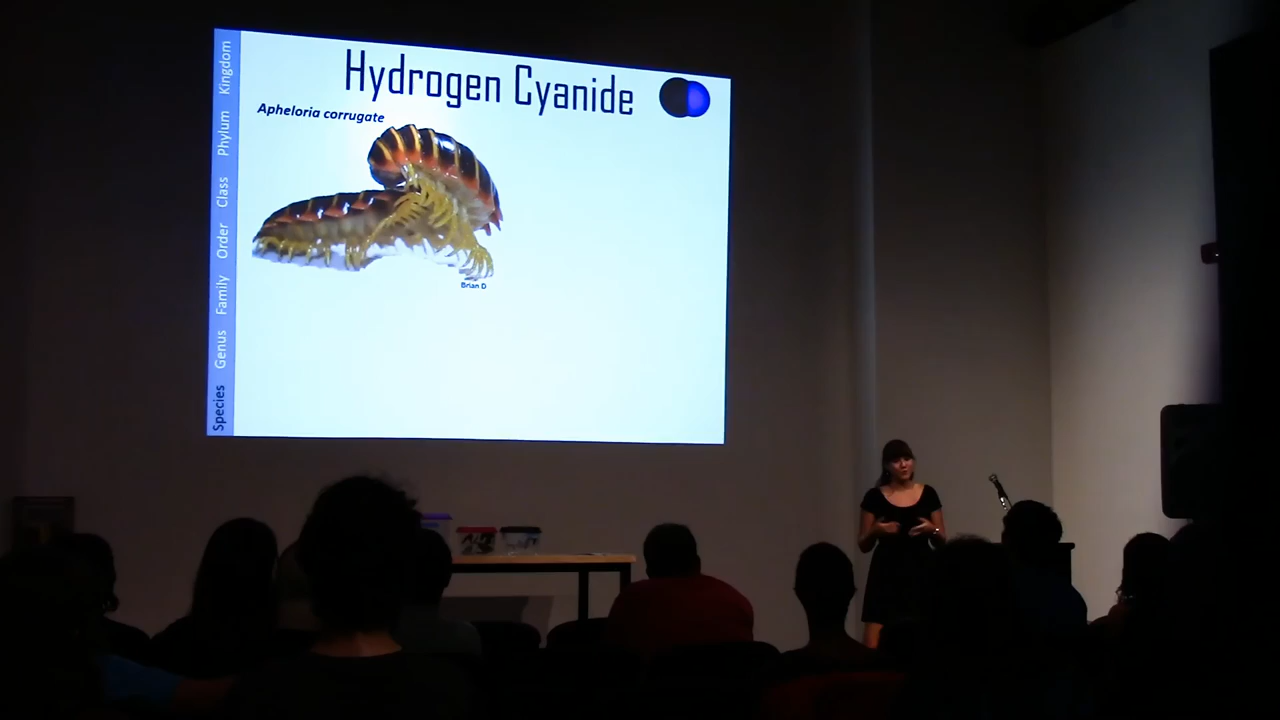 Hydrogen Cyanide
Apheloria corrugate
Brian D
Kingdom
Phylum
Class
Order
Family
Genus
Species